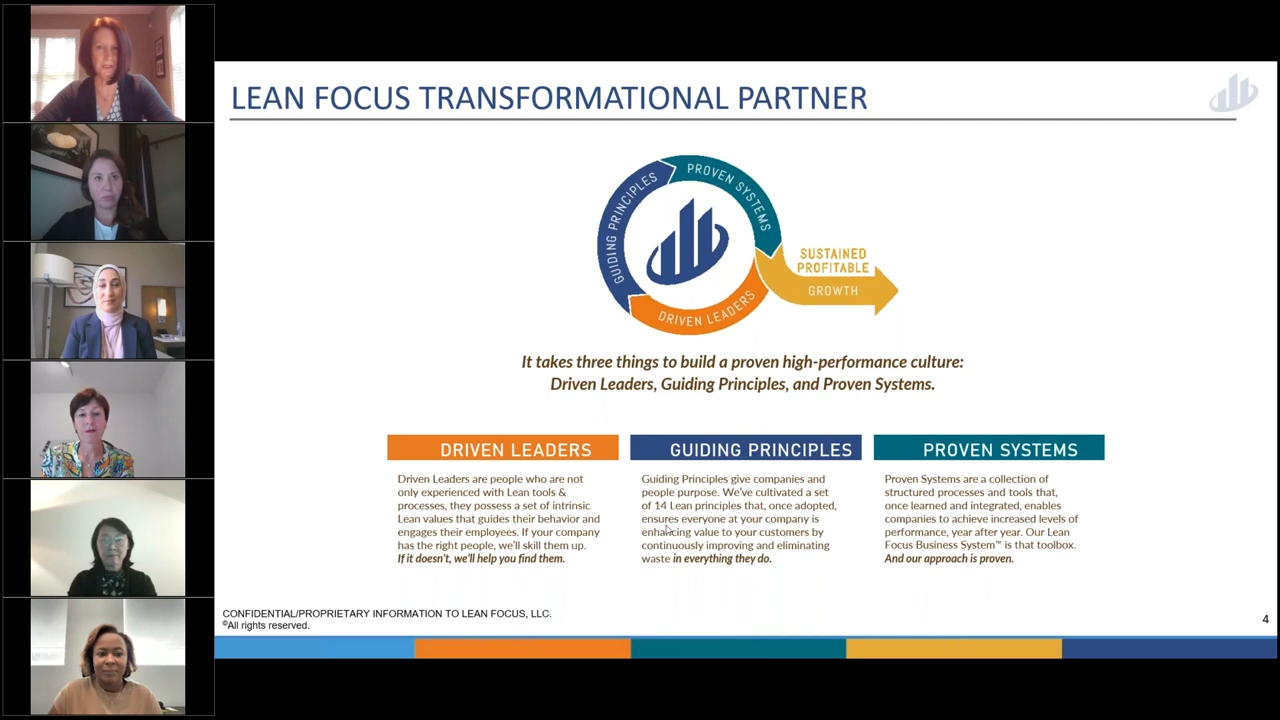 LEAN FOCUS TRANSFORMATIONAL PARTNER
GUIDING PRINCIPLES
PROVEN SYSTEMS
DRIVEN LEADERS
SUSTAINED
PROFITABLE
GROWTH
It takes three things to build a proven high-performance culture:
Driven Leaders, Guiding Principles, and Proven Systems.
DRIVEN LEADERS
Driven Leaders are people who are not
only experienced with Lean tools &
processes, they possess a set of intrinsic
Lean values that guides their behavior and
engages their employees. If your company
has the right people, we'll skill them up.
If it doesn't, we'll help you find them.
GUIDING PRINCIPLES
Guiding Principles give companies and
people purpose. We've cultivated a set
of 14 Lean principles that, once adopted,
ensures everyone at your company is
enhancing value to your customers by
continuously improving and eliminating
waste in everything they do.
PROVEN SYSTEMS
Proven Systems are a collection of
structured processes and tools that,
once learned and integrated, enables
companies to achieve increased levels of
performance, year after year. Our Lean
Focus Business System™ is that toolbox.
And our approach is proven.
CONFIDENTIAL/PROPRIETARY INFORMATION TO LEAN FOCUS, LLC.
©All rights reserved.
4